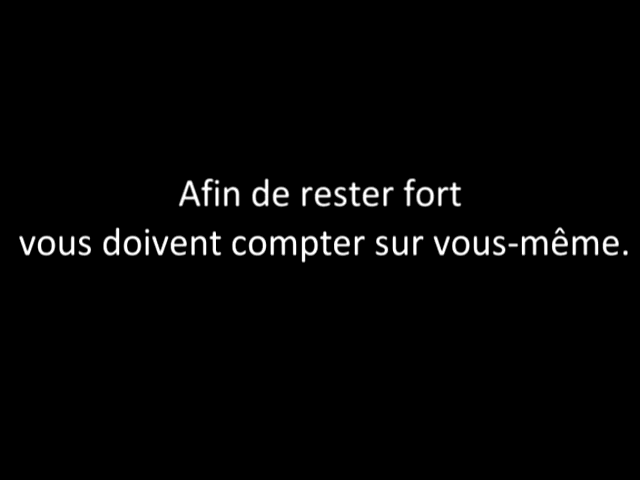 Afin de rester fort
vous doivent compter sur vous-même.